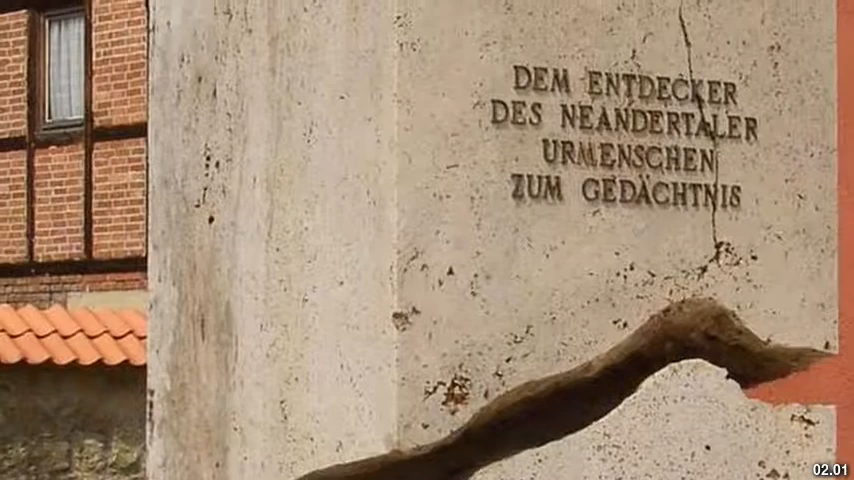 DEM ENTDECKER
DES NEANDERTALER
URMENSCHEN
ZUM GEDÄCHTNIS
02.01